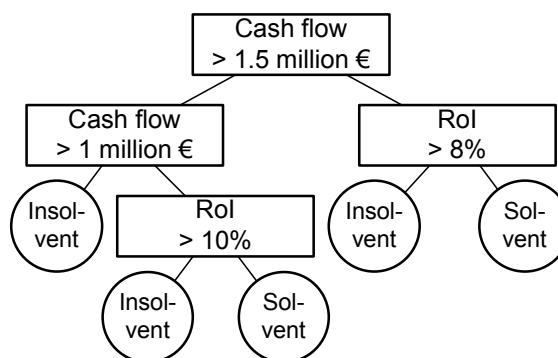 Cash flow
> 1.5 million €
Cash flow
> 1 million €
RoI
> 8%
Insol-
vent
RoI
> 10%
Insol-
vent
Sol-
vent
Insol-
vent
Sol-
vent